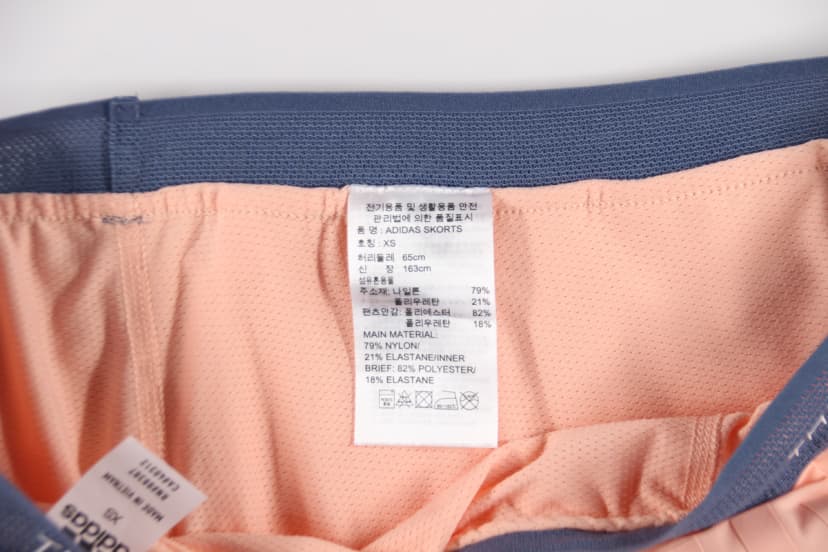 전기용품 및 생활용품 안전
관리법에 의한 품질표시
품 명 : ADIDAS SKORTS
호칭 : XS
허리둘레 65cm
신 장 163cm
섬유혼용율
주소재: 나일론 79%
폴리우레탄 21%
팬츠안감: 폴리에스터 82%
폴리우레탄 18%
MAIN MATERIAL:
79% NYLON/
21% ELASTANE/INNER
BRIEF: 82% POLYESTER/
18% ELASTANE
adidas
XS
MADE IN VIETNAM